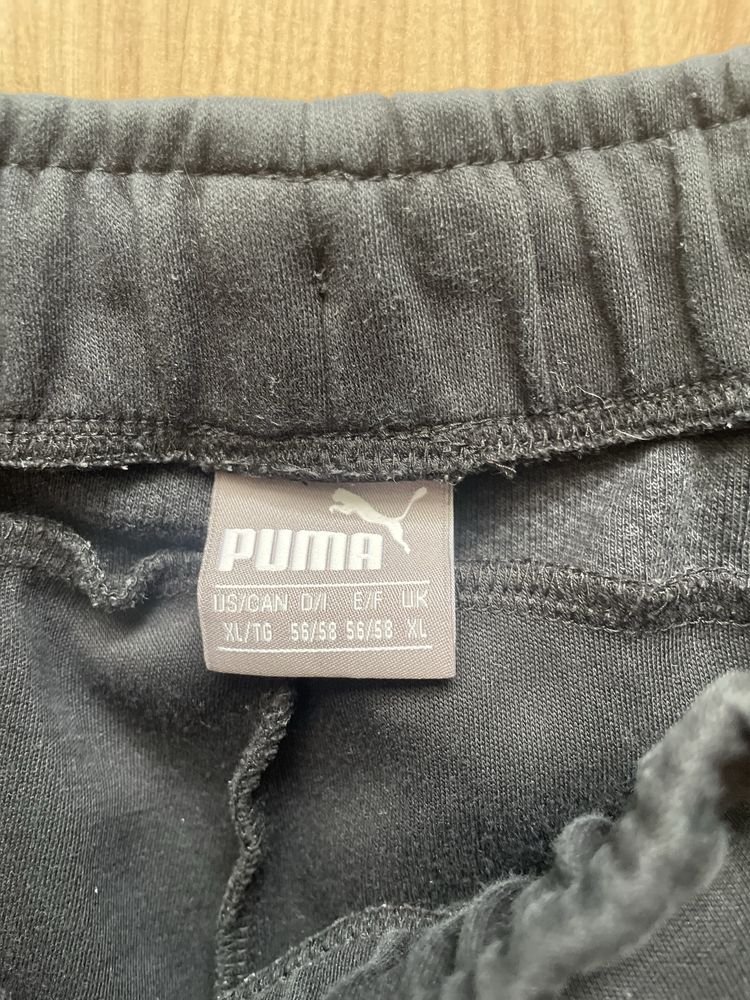 PUMA
US/CAN D/I E/F UK
XL/TG 56/58 56/58 XL